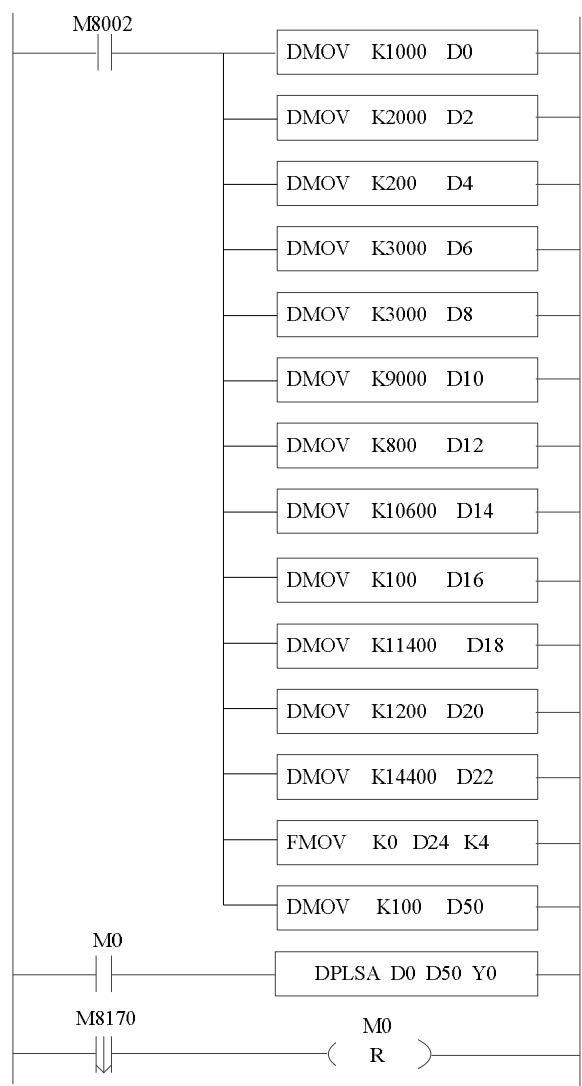 M8002
DMOV K1000 D0
DMOV K2000 D2
DMOV K200 D4
DMOV K3000 D6
DMOV K3000 D8
DMOV K9000 D10
DMOV K800 D12
DMOV K10600 D14
DMOV K100 D16
DMOV K11400 D18
DMOV K1200 D20
DMOV K14400 D22
FMOV K0 D24 K4
DMOV K100 D50
M0
DPLSA D0 D50 Y0
M8170
M0
R